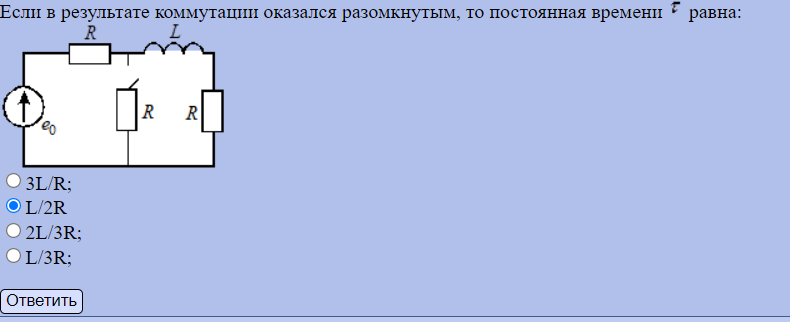 Если в результате коммутации оказался разомкнутым, то постоянная времени τ равна:
R L
R R
e₀
3L/R;
L/2R
2L/3R;
L/3R;
Ответить